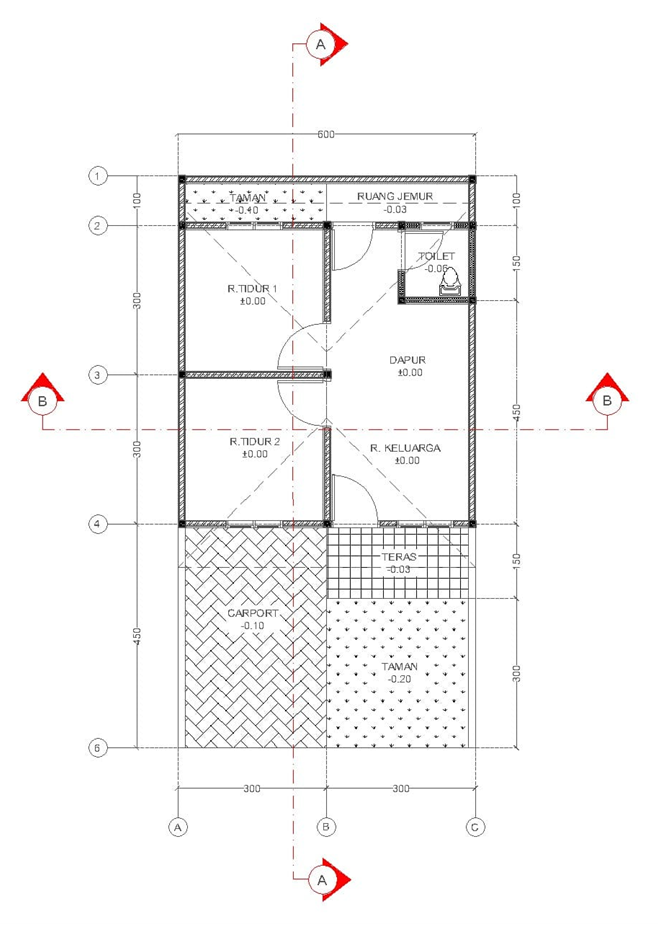 A
600
1
100
TAMAN
-0.10
RUANG JEMUR
-0.03
100
2
TOILET
-0.05
150
300
R.TIDUR 1
±0.00
DAPUR
±0.00
3
B
B
450
300
R.TIDUR 2
±0.00
R. KELUARGA
±0.00
4
TERAS
-0.03
150
CARPORT
-0.10
450
TAMAN
-0.20
300
6
300
300
A
B
C
A